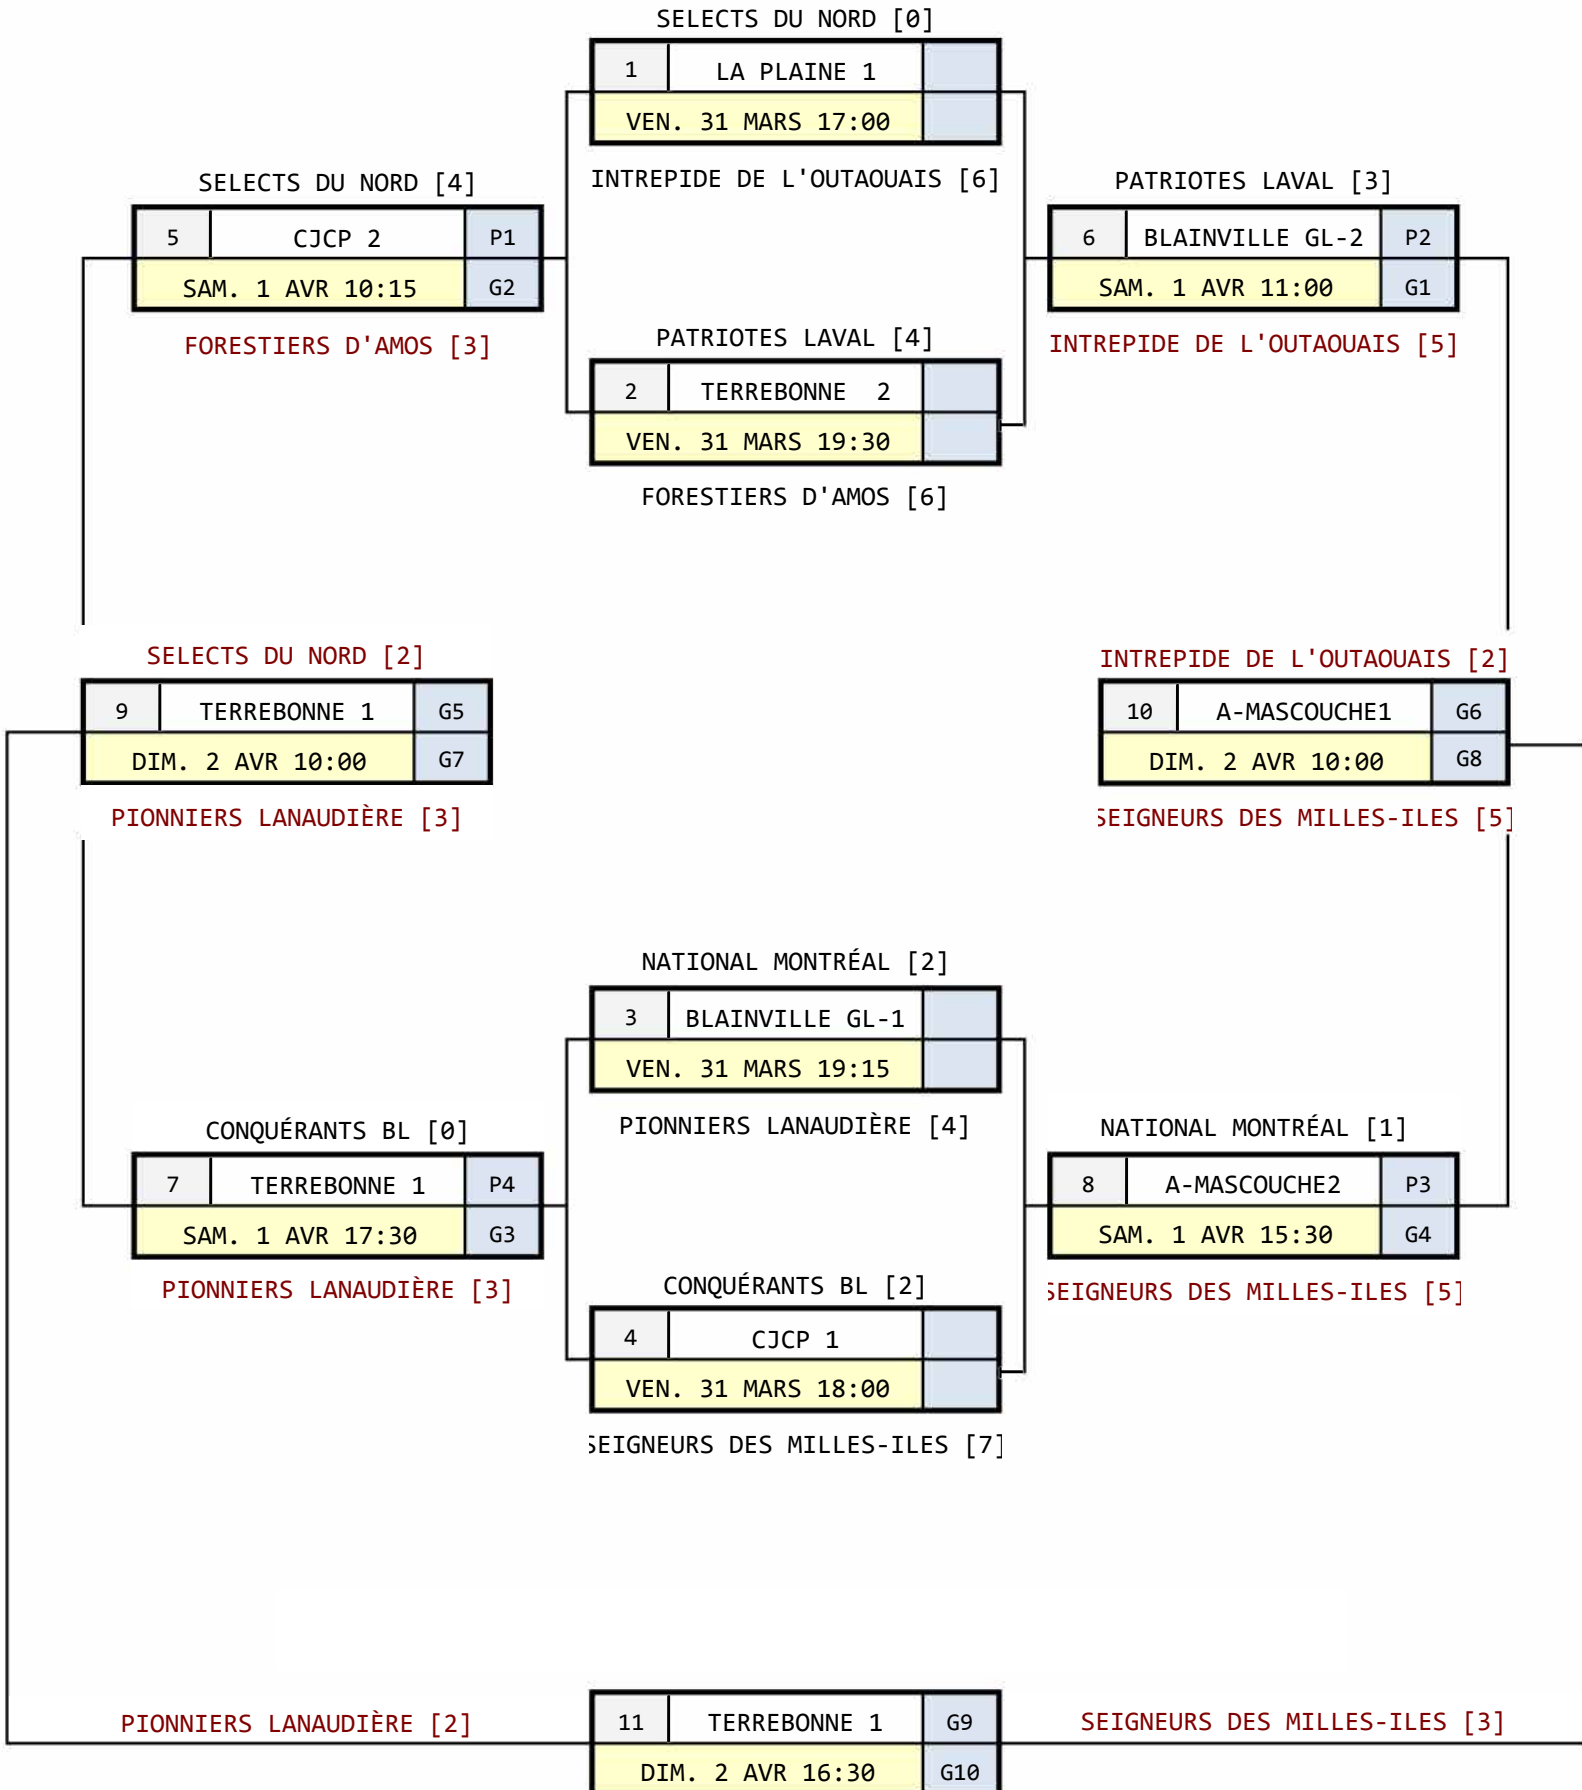 SELECTS DU NORD [0]
1 LA PLAINE 1
VEN. 31 MARS 17:00
INTREPIDE DE L'OUTAOUAIS [6]
SELECTS DU NORD [4]
5 CJCP 2 P1
SAM. 1 AVR 10:15 G2
FORESTIERS D'AMOS [3]
PATRIOTES LAVAL [3]
6 BLAINVILLE GL-2 P2
SAM. 1 AVR 11:00 G1
INTREPIDE DE L'OUTAOUAIS [5]
PATRIOTES LAVAL [4]
2 TERREBONNE 2
VEN. 31 MARS 19:30
FORESTIERS D'AMOS [6]
SELECTS DU NORD [2]
9 TERREBONNE 1 G5
DIM. 2 AVR 10:00 G7
PIONNIERS LANAUDIÈRE [3]
INTREPIDE DE L'OUTAOUAIS [2]
10 A-MASCOUCHE1 G6
DIM. 2 AVR 10:00 G8
SEIGNEURS DES MILLES-ILES [5]
NATIONAL MONTRÉAL [2]
3 BLAINVILLE GL-1
VEN. 31 MARS 19:15
PIONNIERS LANAUDIÈRE [4]
CONQUÉRANTS BL [0]
7 TERREBONNE 1 P4
SAM. 1 AVR 17:30 G3
PIONNIERS LANAUDIÈRE [3]
NATIONAL MONTRÉAL [1]
8 A-MASCOUCHE2 P3
SAM. 1 AVR 15:30 G4
SEIGNEURS DES MILLES-ILES [5]
CONQUÉRANTS BL [2]
4 CJCP 1
VEN. 31 MARS 18:00
SEIGNEURS DES MILLES-ILES [7]
PIONNIERS LANAUDIÈRE [2]
11 TERREBONNE 1 G9
DIM. 2 AVR 16:30 G10
SEIGNEURS DES MILLES-ILES [3]